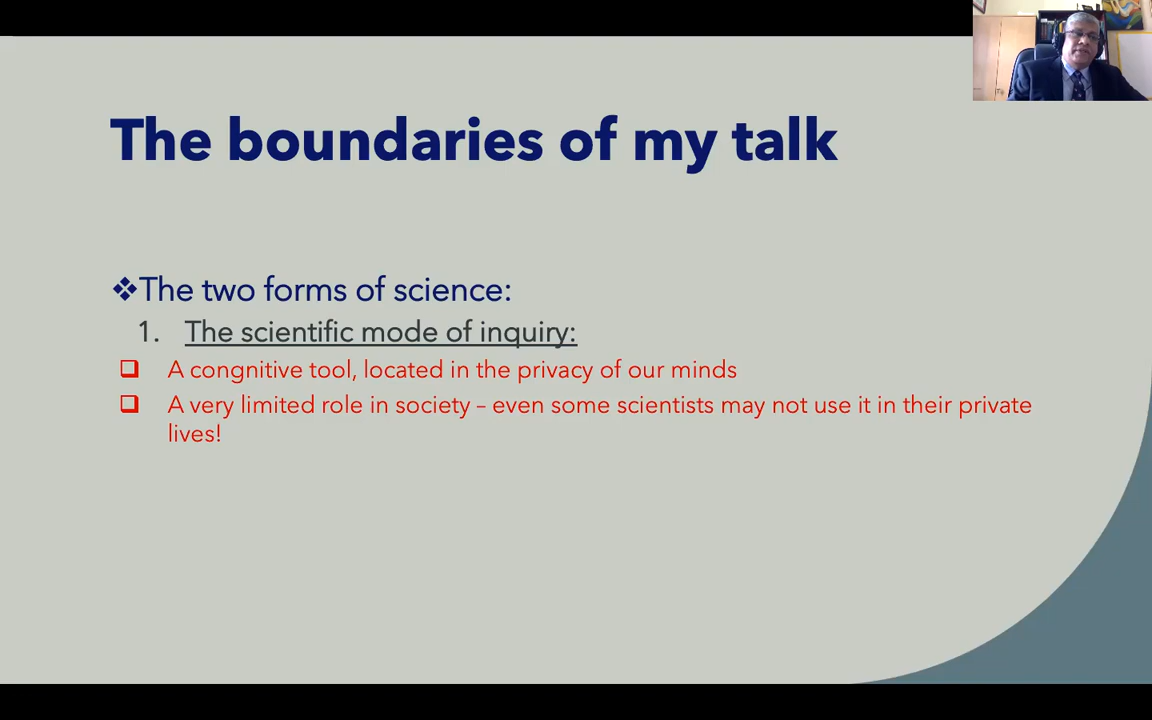 The boundaries of my talk
❖The two forms of science:
1. The scientific mode of inquiry:
❑ A congnitive tool, located in the privacy of our minds
❑ A very limited role in society – even some scientists may not use it in their private
lives!